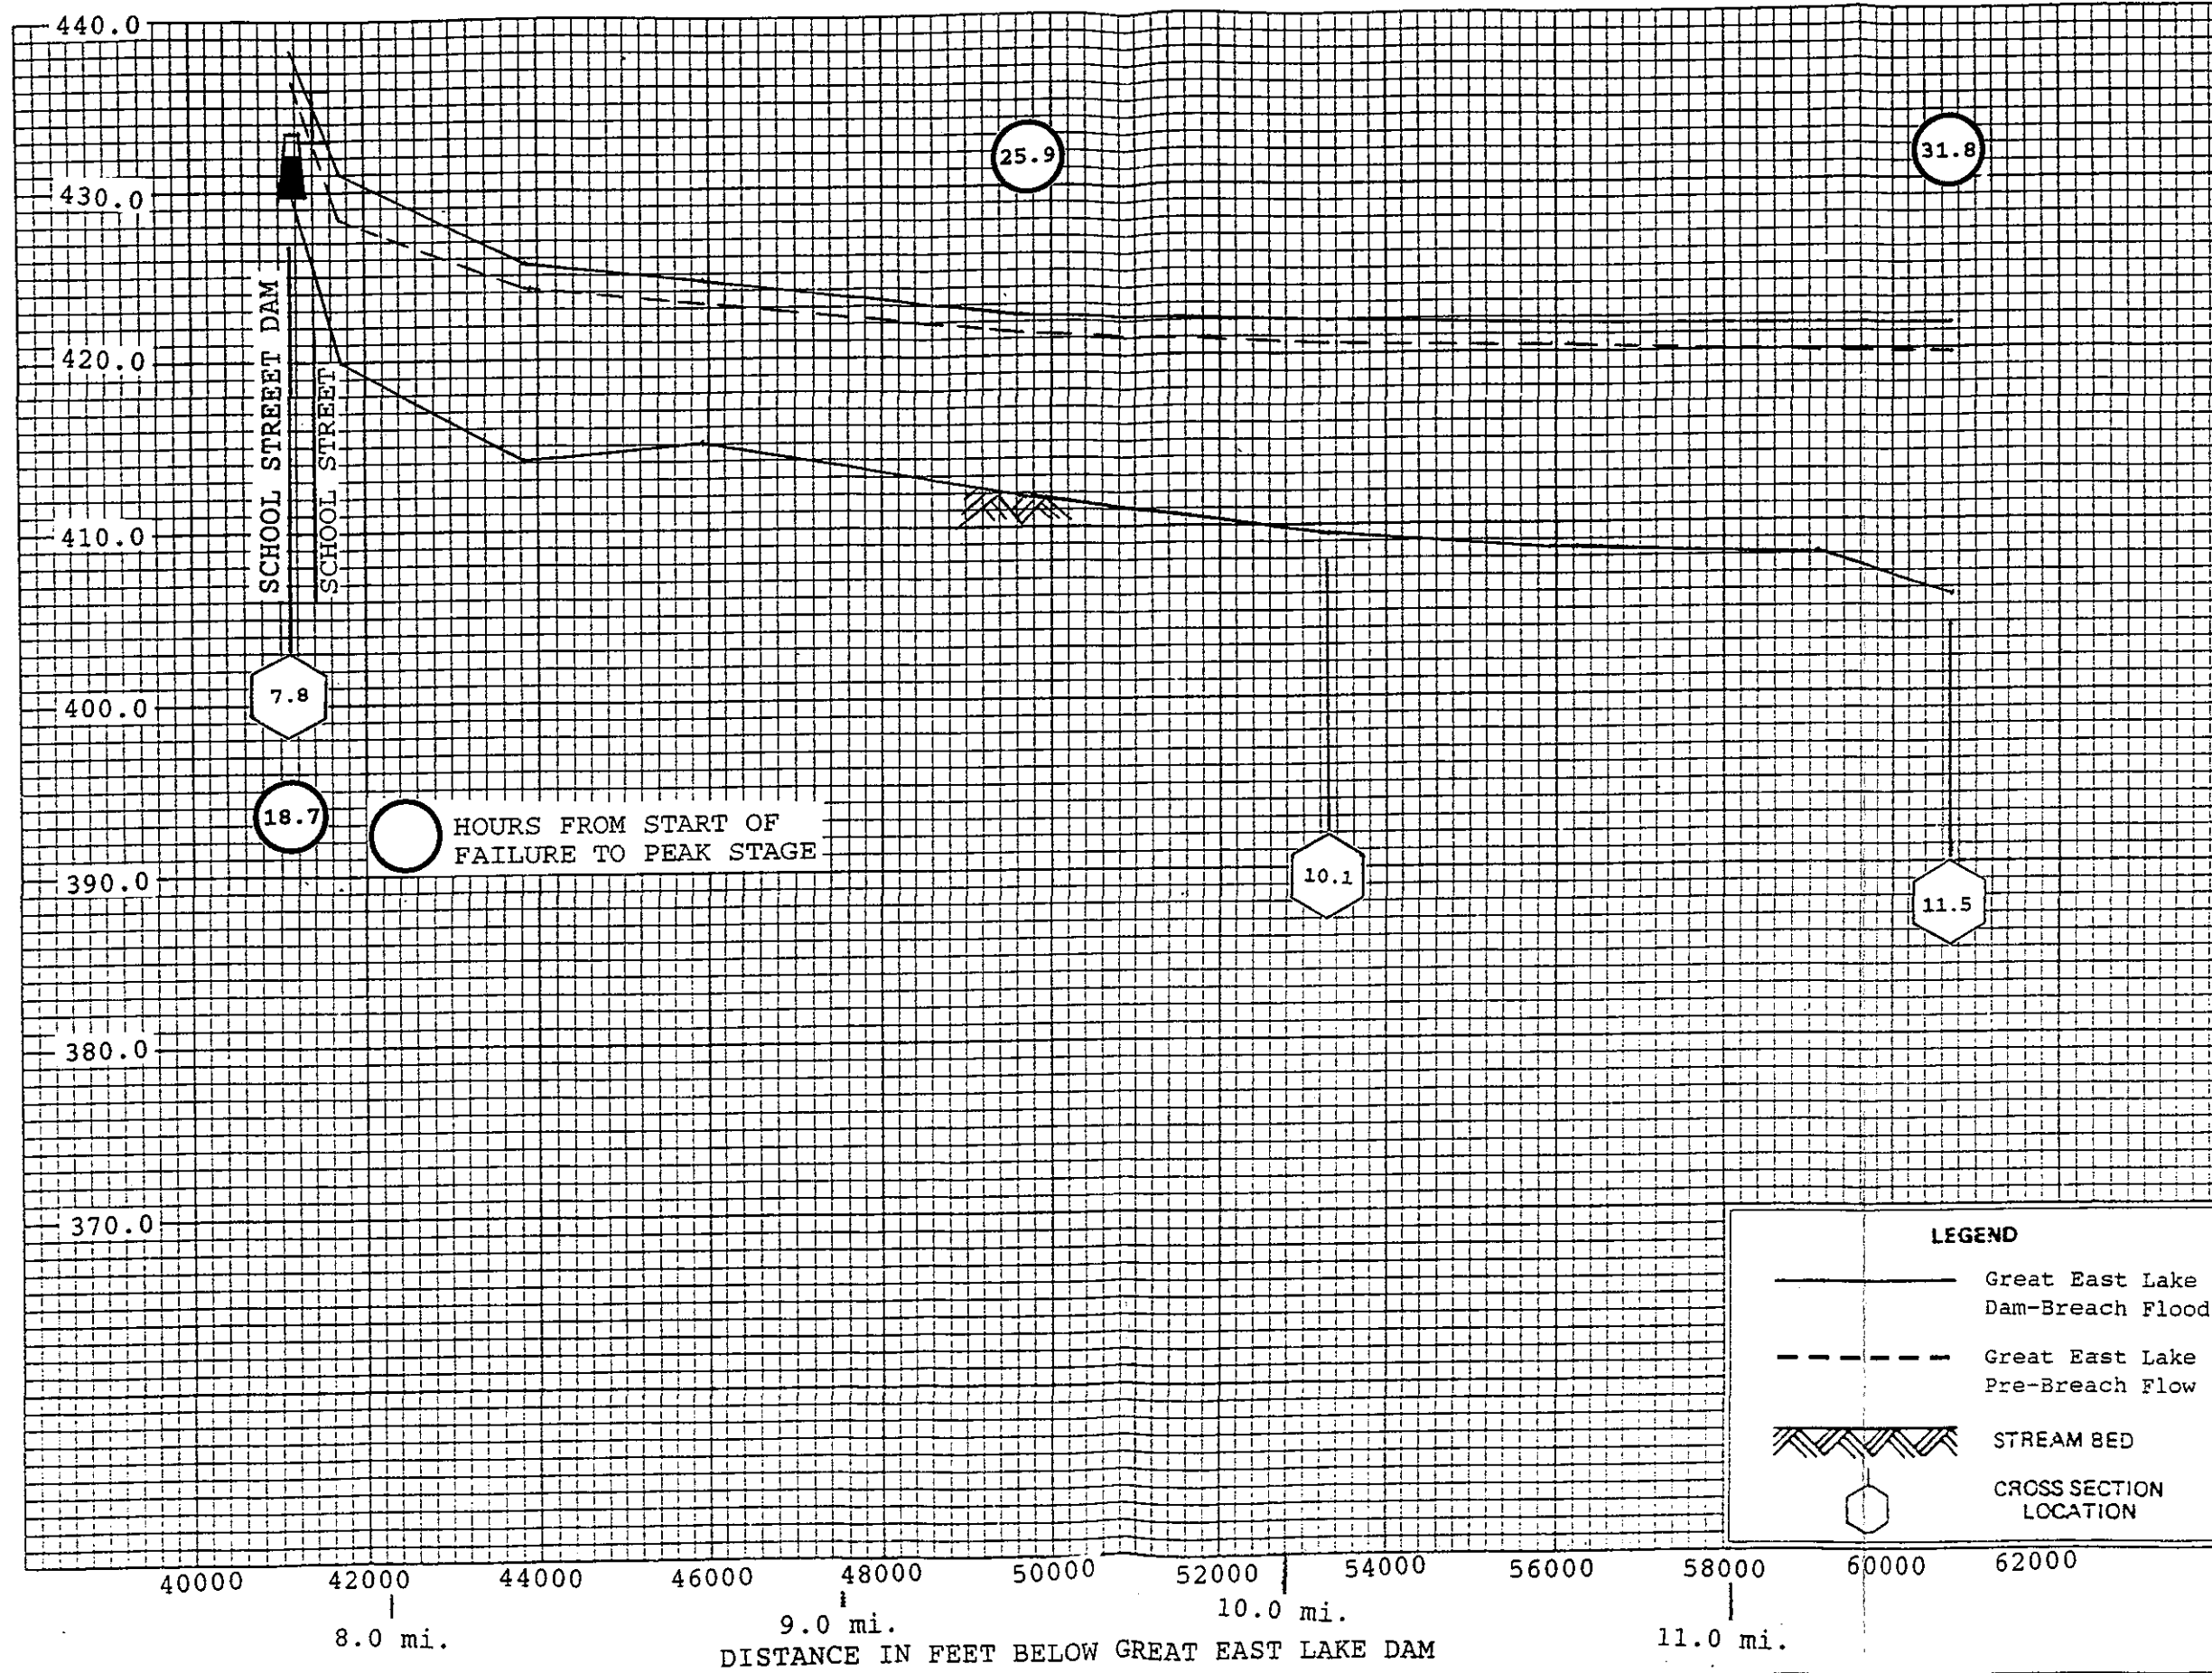 440.0
430.0
420.0
410.0
400.0
390.0
380.0
370.0
SCHOOL STREET DAM
SCHOOL STREET
25.9
31.8
7.8
18.7
HOURS FROM START OF
FAILURE TO PEAK STAGE
10.1
11.5
LEGEND
Great East Lake
Dam-Breach Flood
Great East Lake
Pre-Breach Flow
STREAM BED
CROSS SECTION
LOCATION
40000 42000 44000 46000 48000 50000 52000 54000 56000 58000 60000 62000
8.0 mi. 9.0 mi. 10.0 mi. 11.0 mi.
DISTANCE IN FEET BELOW GREAT EAST LAKE DAM